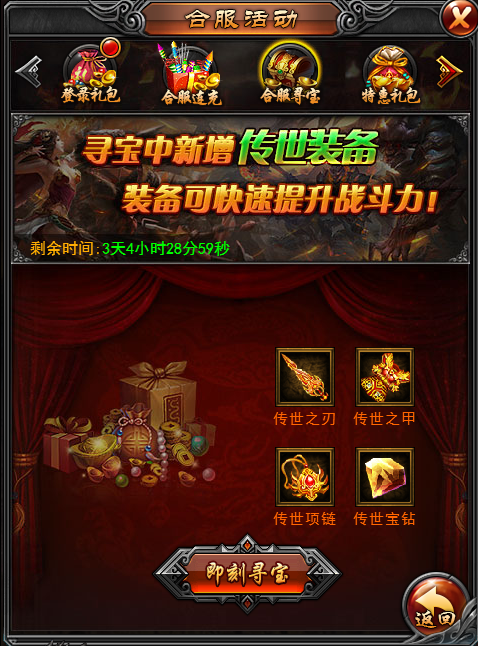 合服活动
登录礼包
合服连充
合服寻宝
特惠礼包
寻宝中新增传世装备
装备可快速提升战斗力!
剩余时间:3天4小时28分59秒
传世之刃
传世之甲
传世项链
传世宝钻
即刻寻宝
返回